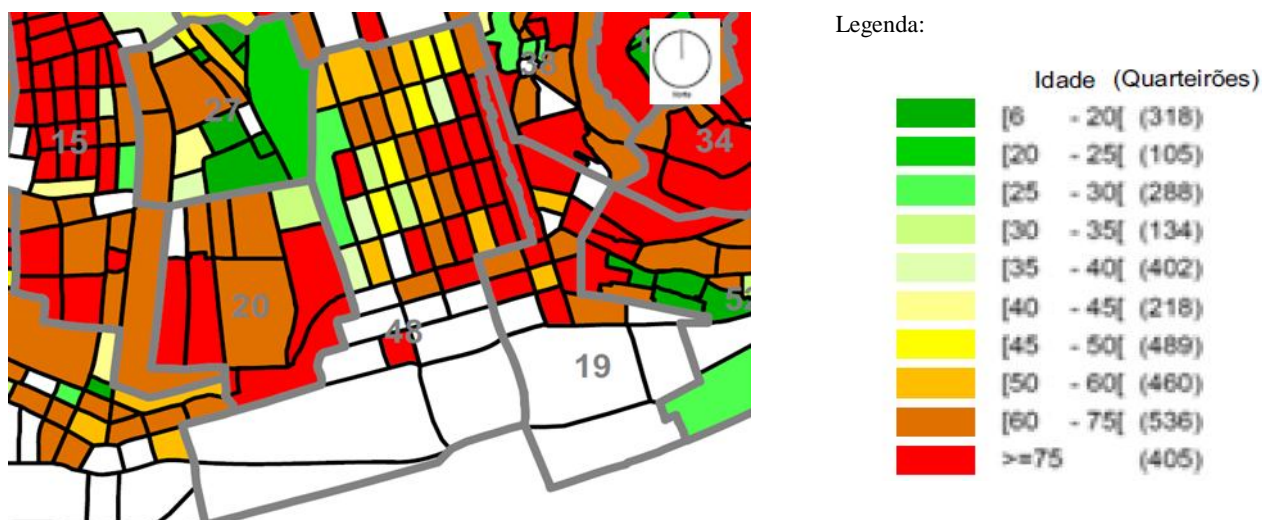 Legenda:
Idade (Quarteirões)
[6 - 20[ (318)
[20 - 25[ (105)
[25 - 30[ (288)
[30 - 35[ (134)
[35 - 40[ (402)
[40 - 45[ (218)
[45 - 50[ (489)
[50 - 60[ (460)
[60 - 75[ (536)
>=75 (405)
33
27
15
34
20
48
19